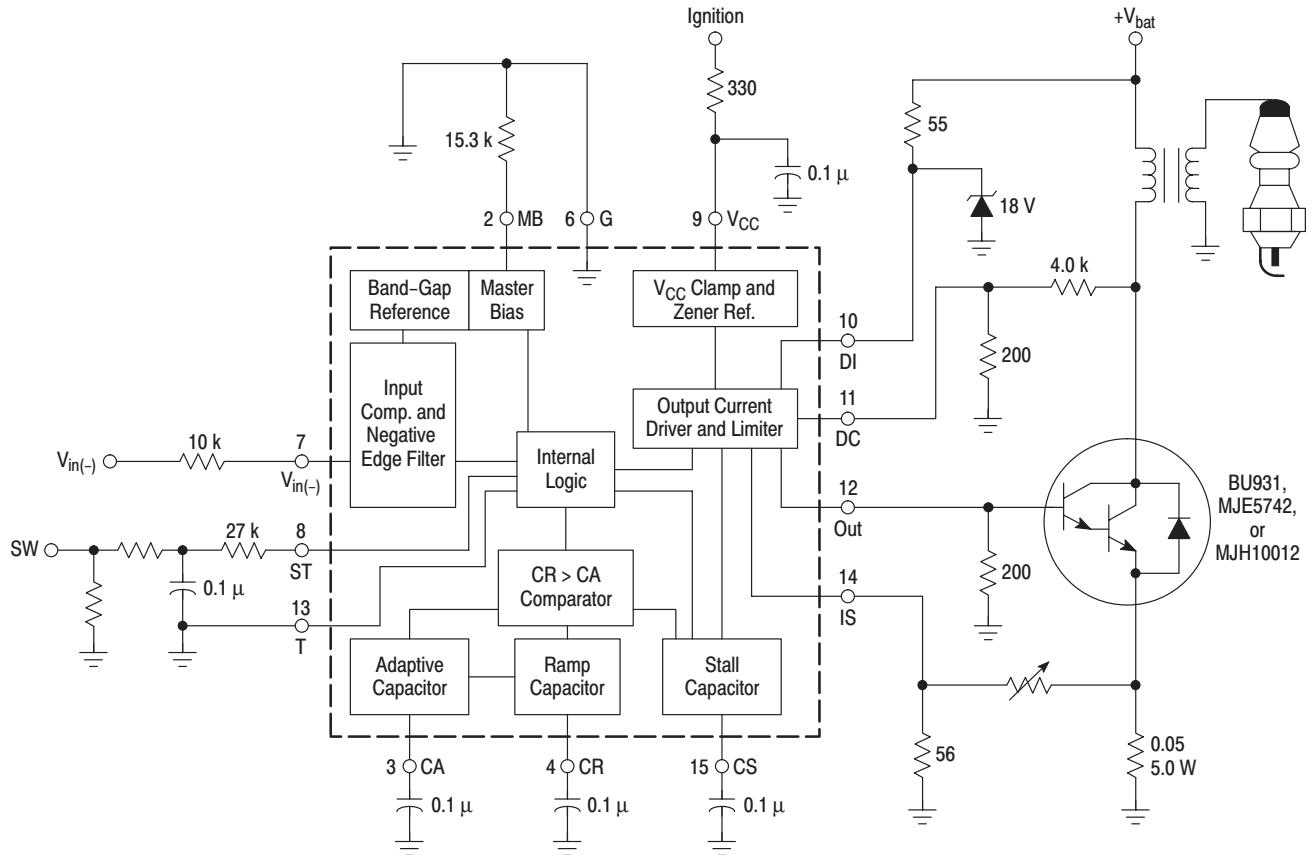 Ignition
+Vbat
330
55
15.3 k
0.1 μ
18 V
2 MB
6 G
9 VCC
4.0 k
Band–Gap
Reference
Master
Bias
VCC Clamp and
Zener Ref.
10
DI
200
Input
Comp. and
Negative
Edge Filter
Output Current
Driver and Limiter
11
DC
Vin(–)
10 k
7
Vin(–)
Internal
Logic
12
Out
BU931,
MJE5742,
or
MJH10012
SW
27 k
8
ST
200
0.1 μ
CR > CA
Comparator
14
IS
13
T
Adaptive
Capacitor
Ramp
Capacitor
Stall
Capacitor
56
0.05
5.0 W
3 CA
4 CR
15 CS
0.1 μ
0.1 μ
0.1 μ